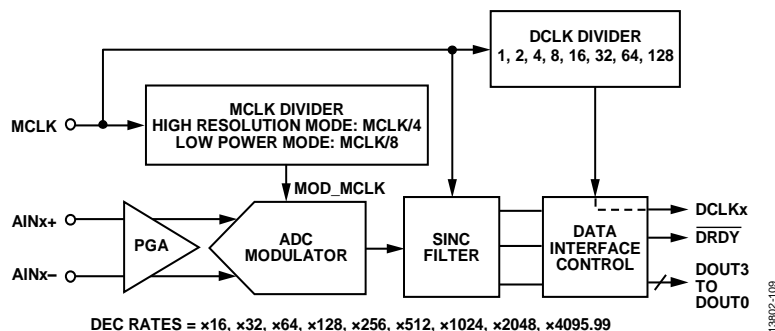 DCLK DIVIDER
1, 2, 4, 8, 16, 32, 64, 128
MCLK
MCLK DIVIDER
HIGH RESOLUTION MODE: MCLK/4
LOW POWER MODE: MCLK/8
MOD_MCLK
AINx+
AINx–
PGA
ADC
MODULATOR
SINC
FILTER
DATA
INTERFACE
CONTROL
DCLKx
DRDY
DOUT3
TO
DOUT0
DEC RATES = ×16, ×32, ×64, ×128, ×256, ×512, ×1024, ×2048, ×4095.99
13802-109